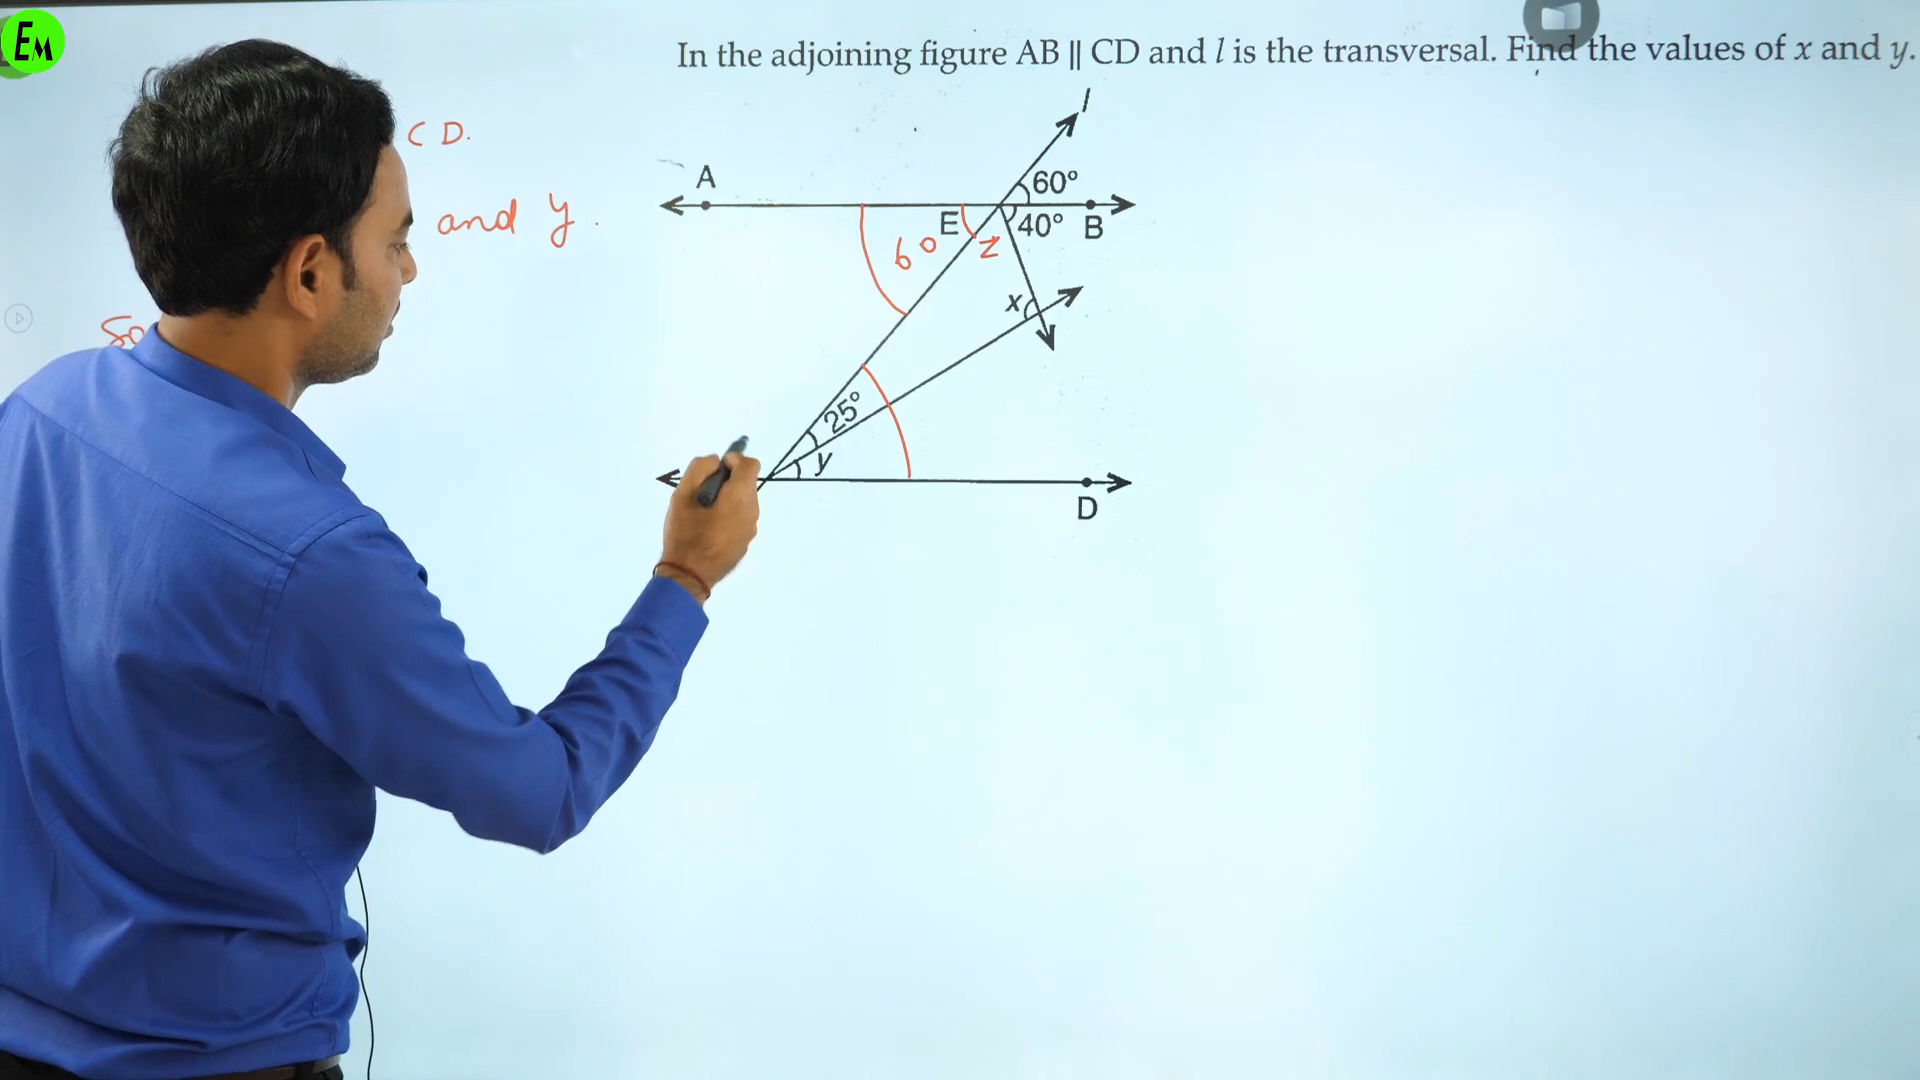 EM
In the adjoining figure AB || CD and l is the transversal. Find the values of x and y.
l
C D.
A
60°
and y.
E
40°
B
60
z
x
So
25°
y
D